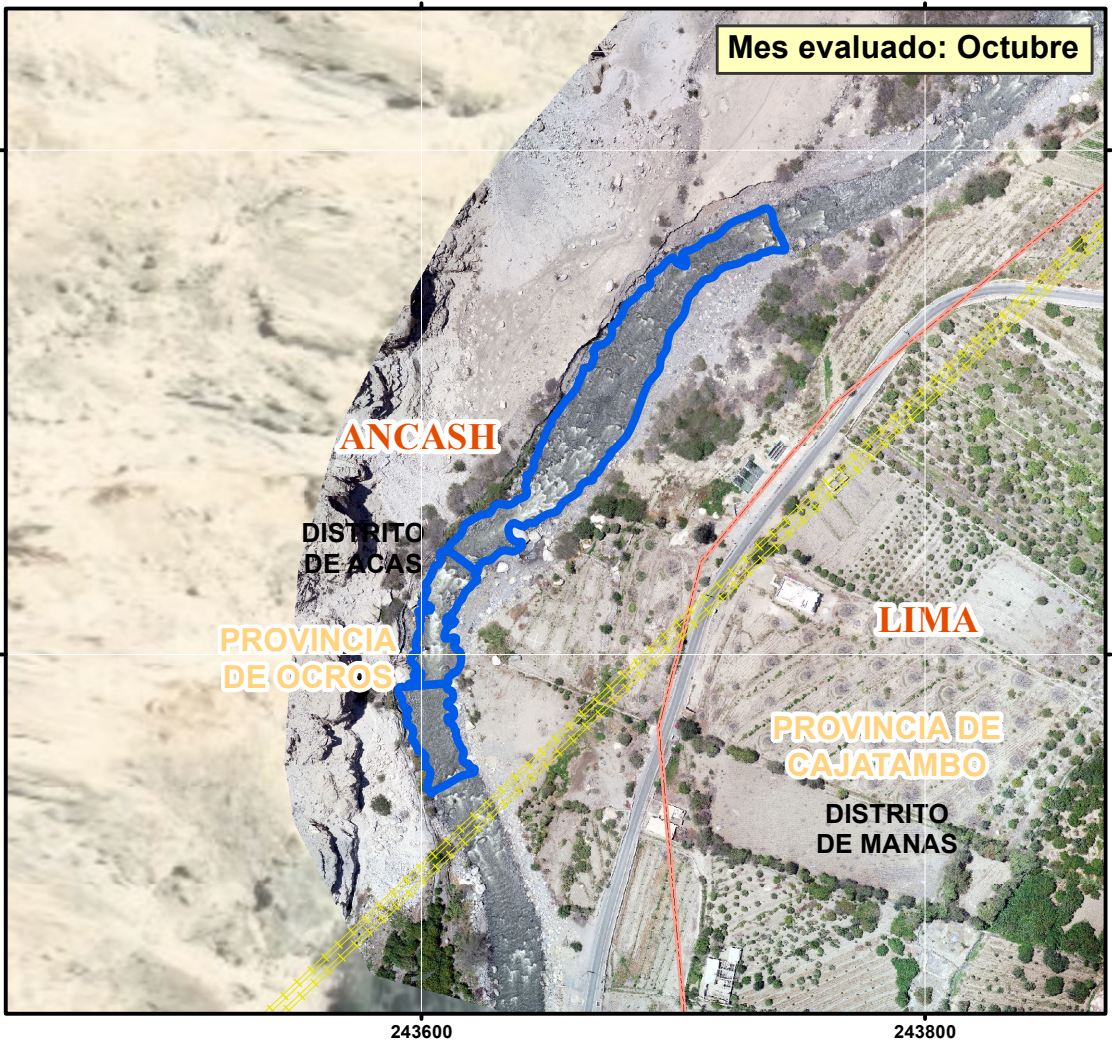 Mes evaluado: Octubre
ANCASH
DISTRITO
DE ACAS
LIMA
PROVINCIA
DE OCROS
PROVINCIA DE
CAJATAMBO
DISTRITO
DE MANAS
243600
243800